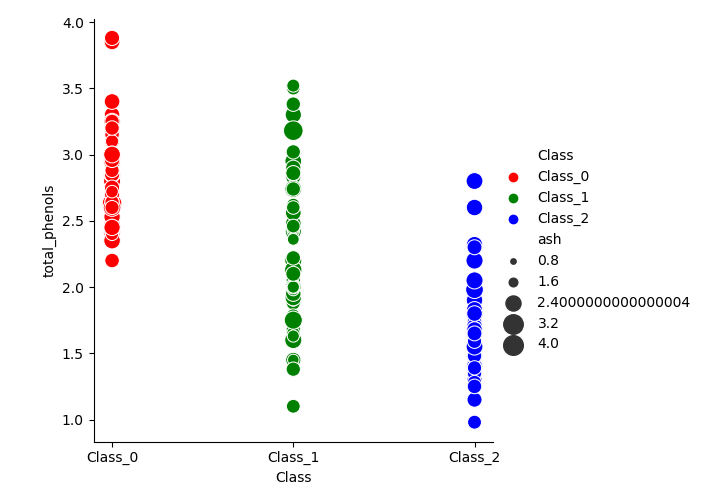 4.0
3.5
3.0
2.5
2.0
1.5
1.0
total_phenols
Class_0
Class_1
Class_2
Class
Class
Class_0
Class_1
Class_2
ash
0.8
1.6
2.4000000000000004
3.2
4.0